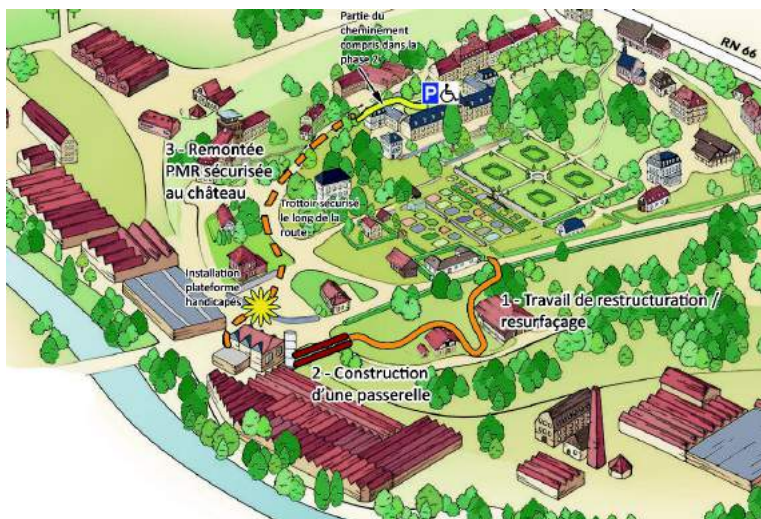 Partie du
cheminement
compris dans la
phase 2
RN 66
P
3 - Remontée
PMR sécurisée
au château
Trottoir sécurisé
le long de la
route
Installation
plateforme
handicapés
1 - Travail de restructuration /
resurfaçage
2 - Construction
d'une passerelle